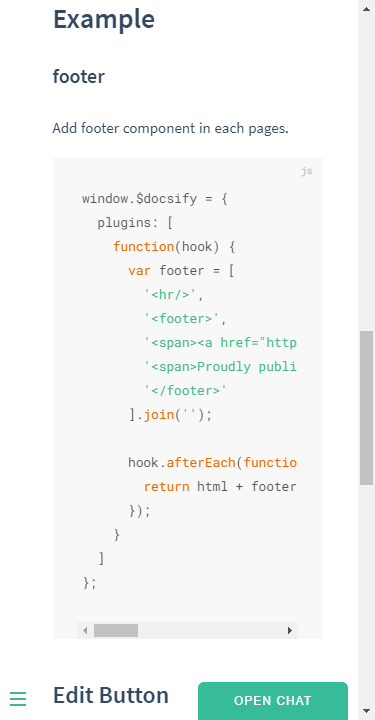 Example
footer
Add footer component in each pages.
js
window.$docsify = {
  plugins: [
    function(hook) {
      var footer = [
        '<hr/>',
        '<footer>',
        '<span><a href="http
        '<span>Proudly publi
        '</footer>'
      ].join('');

      hook.afterEach(functio
        return html + footer
      });
    }
  ]
};
Edit Button
OPEN CHAT